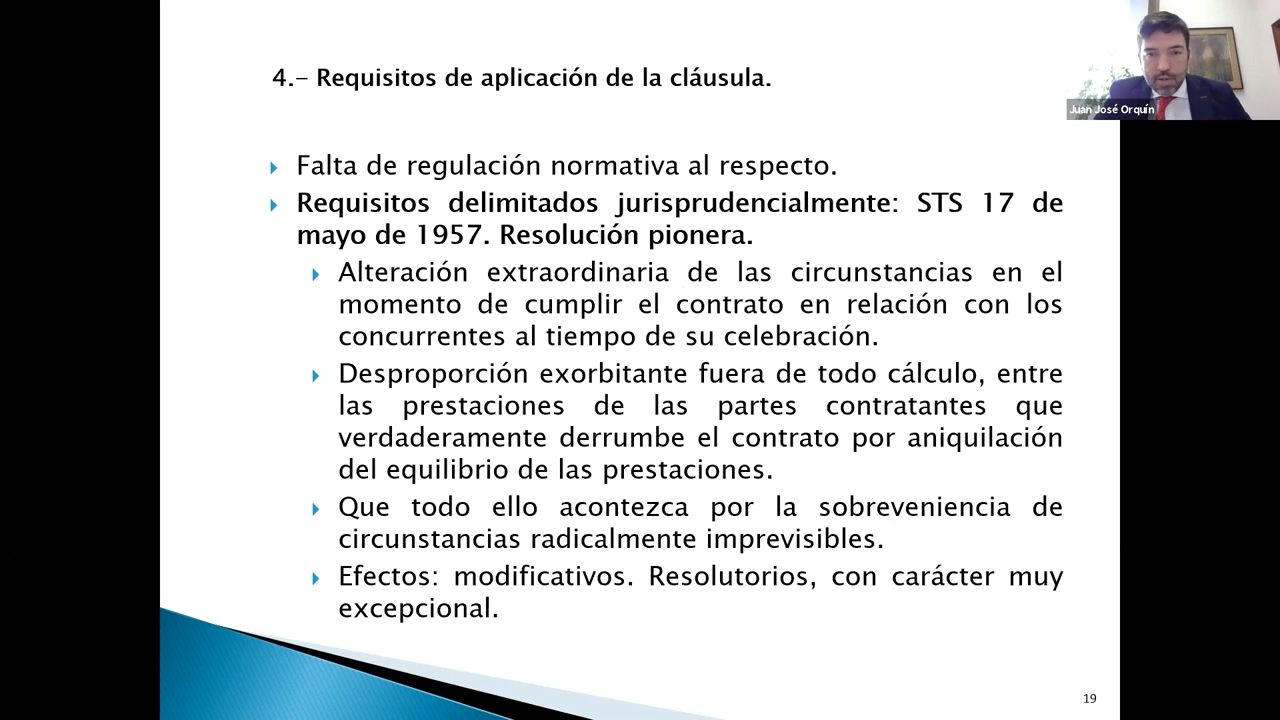 4.- Requisitos de aplicación de la cláusula.
Juan José Orquín
Falta de regulación normativa al respecto.
Requisitos delimitados jurisprudencialmente: STS 17 de
mayo de 1957. Resolución pionera.
Alteración extraordinaria de las circunstancias en el
momento de cumplir el contrato en relación con los
concurrentes al tiempo de su celebración.
Desproporción exorbitante fuera de todo cálculo, entre
las prestaciones de las partes contratantes que
verdaderamente derrumbe el contrato por aniquilación
del equilibrio de las prestaciones.
Que todo ello acontezca por la sobreveniencia de
circunstancias radicalmente imprevisibles.
Efectos: modificativos. Resolutorios, con carácter muy
excepcional.
19